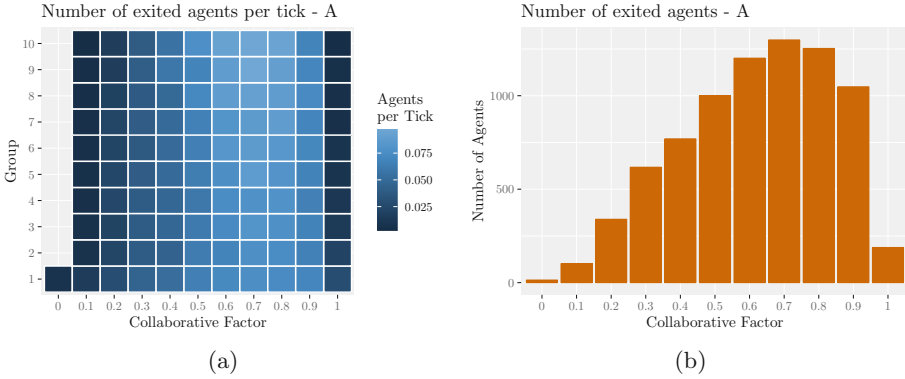 Number of exited agents per tick - A
Group
10
9
8
7
6
5
4
3
2
1
0 0.1 0.2 0.3 0.4 0.5 0.6 0.7 0.8 0.9 1
Collaborative Factor
Agents
per Tick
0.075
0.050
0.025
(a)
Number of exited agents - A
Number of Agents
1000
500
0
0 0.1 0.2 0.3 0.4 0.5 0.6 0.7 0.8 0.9 1
Collaborative Factor
(b)